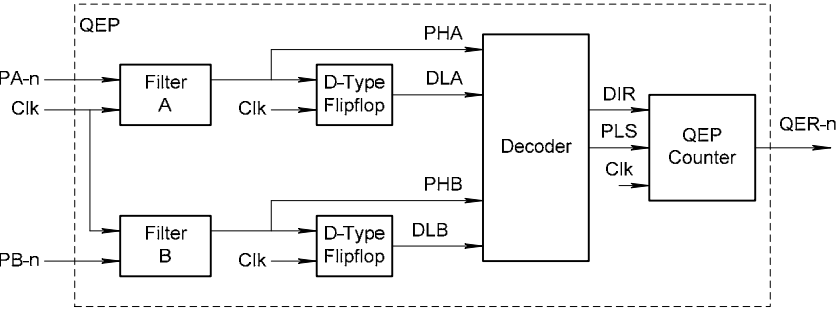 QEP
PHA
PA-n
Filter
A
D-Type
Flipflop
DLA
Clk
Clk
DIR
PLS
Decoder
QEP
Counter
QER-n
Clk
PHB
Filter
B
D-Type
Flipflop
DLB
PB-n
Clk